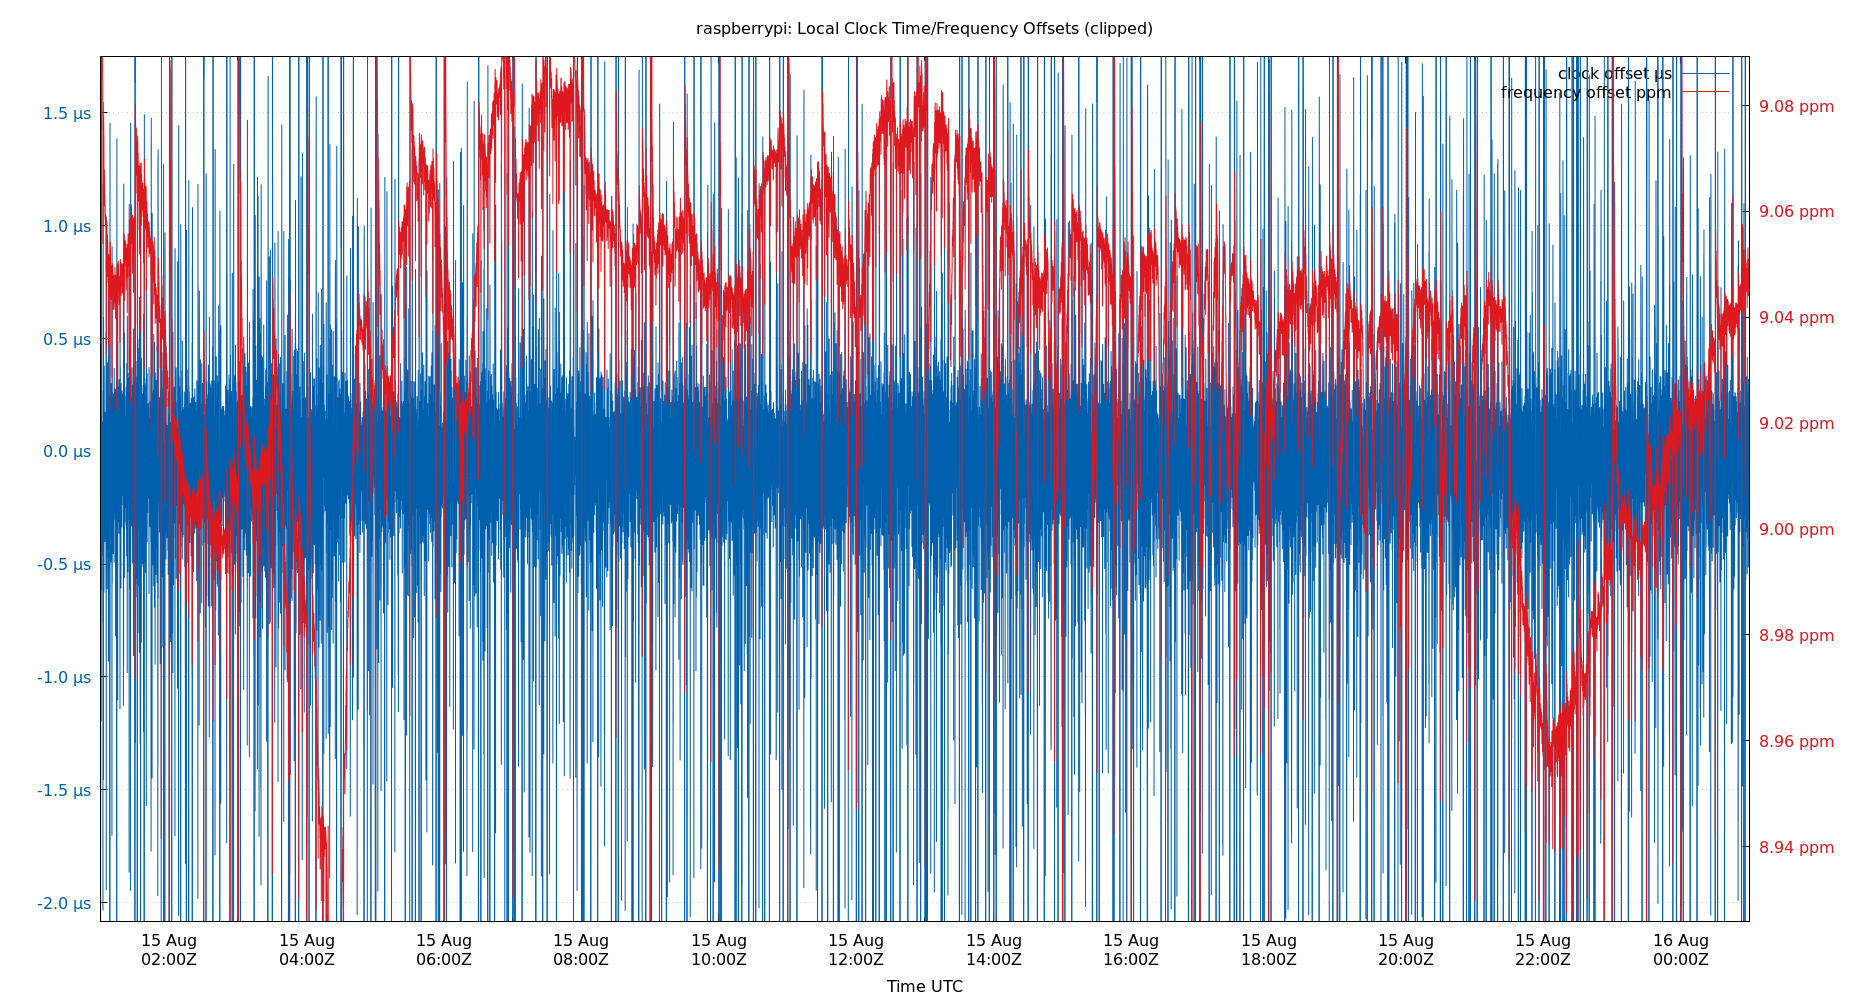 raspberrypi: Local Clock Time/Frequency Offsets (clipped)
clock offset µs
frequency offset ppm
1.5 µs
1.0 µs
0.5 µs
0.0 µs
-0.5 µs
-1.0 µs
-1.5 µs
-2.0 µs
9.08 ppm
9.06 ppm
9.04 ppm
9.02 ppm
9.00 ppm
8.98 ppm
8.96 ppm
8.94 ppm
15 Aug 15 Aug 15 Aug 15 Aug 15 Aug 15 Aug 15 Aug 15 Aug 15 Aug 15 Aug 15 Aug 16 Aug
02:00Z 04:00Z 06:00Z 08:00Z 10:00Z 12:00Z 14:00Z 16:00Z 18:00Z 20:00Z 22:00Z 00:00Z
Time UTC